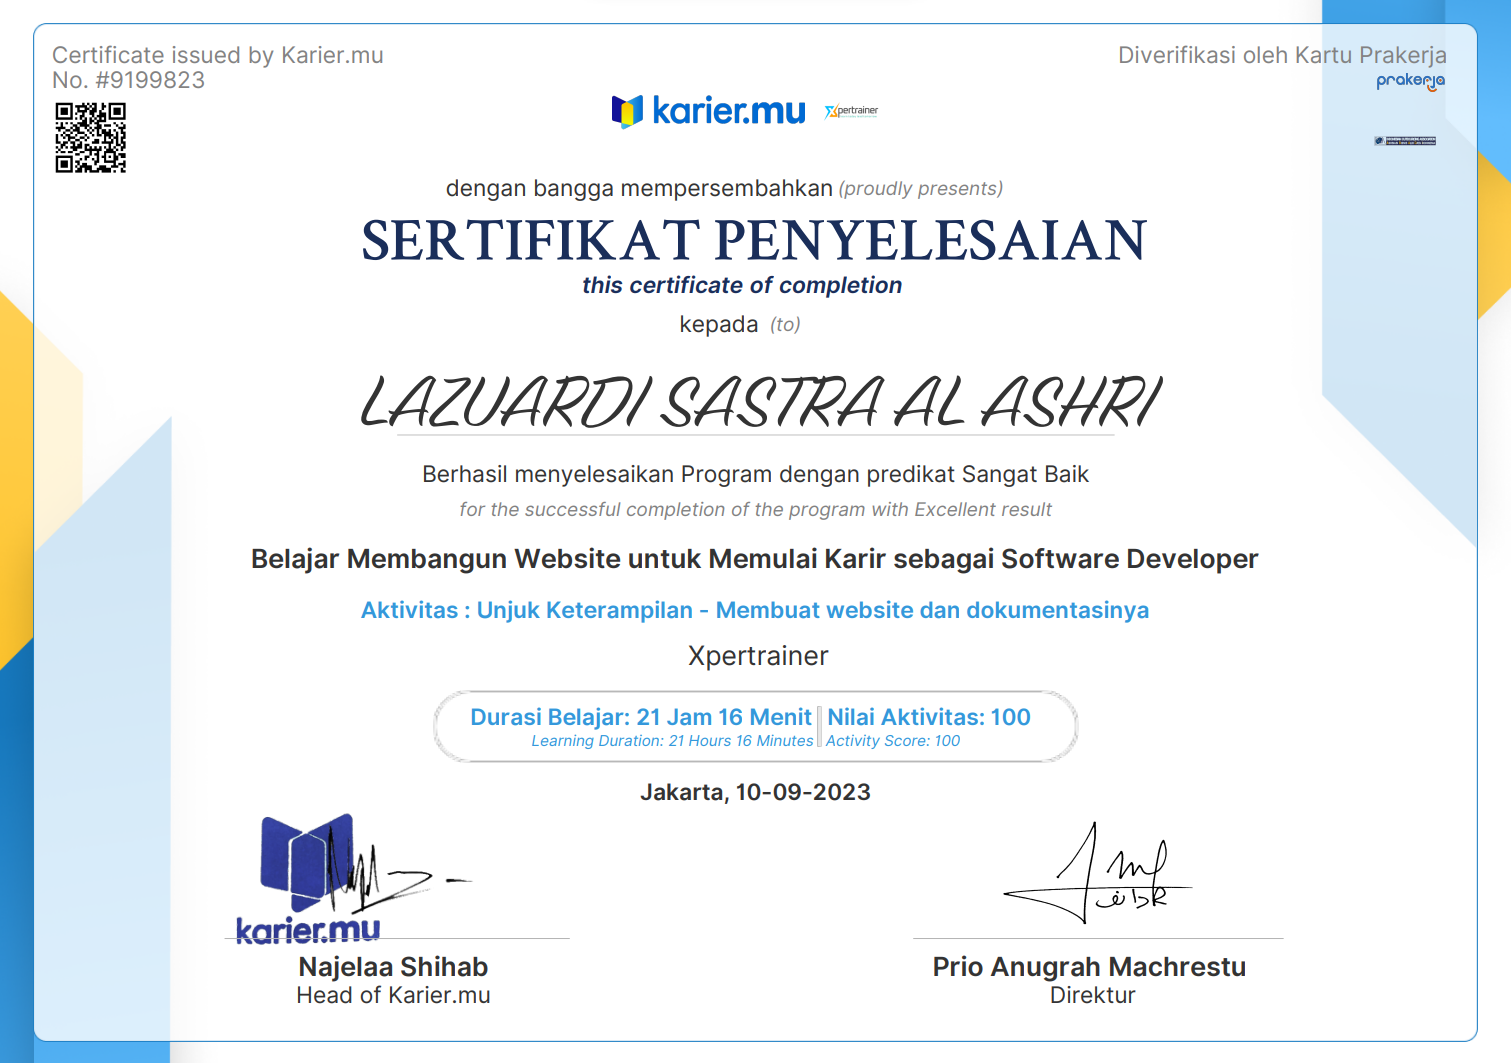 Certificate issued by Karier.mu
No. #9199823
Diverifikasi oleh Kartu Prakerja
prakerja
karier.mu
pertrainer
dengan bangga mempersembahkan (proudly presents)
SERTIFIKAT PENYELESAIAN
this certificate of completion
kepada (to)
LAZUARDI SASTRA AL ASHRI
Berhasil menyelesaikan Program dengan predikat Sangat Baik
for the successful completion of the program with Excellent result
Belajar Membangun Website untuk Memulai Karir sebagai Software Developer
Aktivitas : Unjuk Keterampilan - Membuat website dan dokumentasinya
Xpertrainer
Durasi Belajar: 21 Jam 16 Menit
Nilai Aktivitas: 100
Learning Duration: 21 Hours 16 Minutes
Activity Score: 100
Jakarta, 10-09-2023
karier.mu
Najelaa Shihab
Head of Karier.mu
Prio Anugrah Machrestu
Direktur